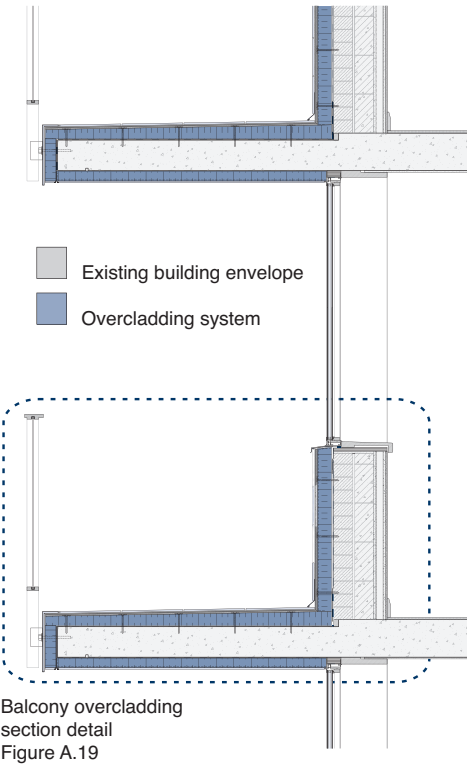 Existing building envelope
Overcladding system
Balcony overcladding
section detail
Figure A.19